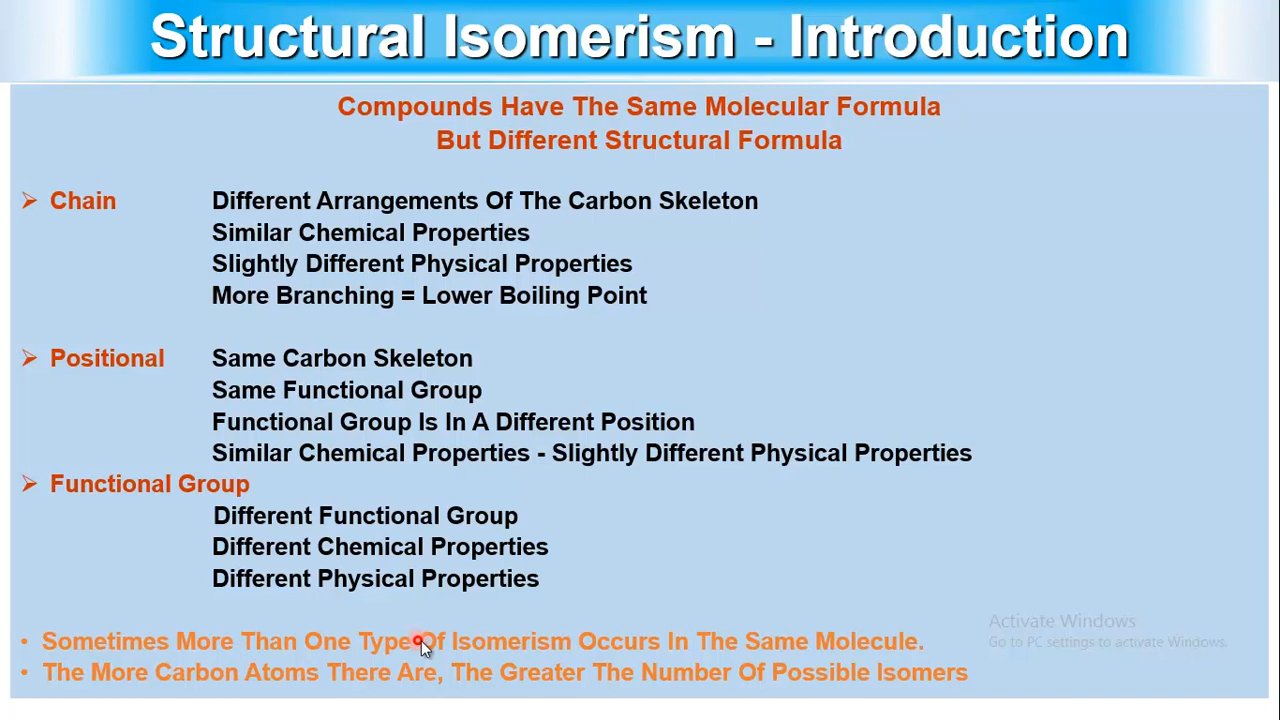 Structural Isomerism - Introduction
Compounds Have The Same Molecular Formula
But Different Structural Formula
➢ Chain Different Arrangements Of The Carbon Skeleton
Similar Chemical Properties
Slightly Different Physical Properties
More Branching = Lower Boiling Point
➢ Positional Same Carbon Skeleton
Same Functional Group
Functional Group Is In A Different Position
Similar Chemical Properties - Slightly Different Physical Properties
➢ Functional Group
Different Functional Group
Different Chemical Properties
Different Physical Properties
• Sometimes More Than One Type Of Isomerism Occurs In The Same Molecule.
• The More Carbon Atoms There Are, The Greater The Number Of Possible Isomers
Activate Windows
Go to PC settings to activate Windows.